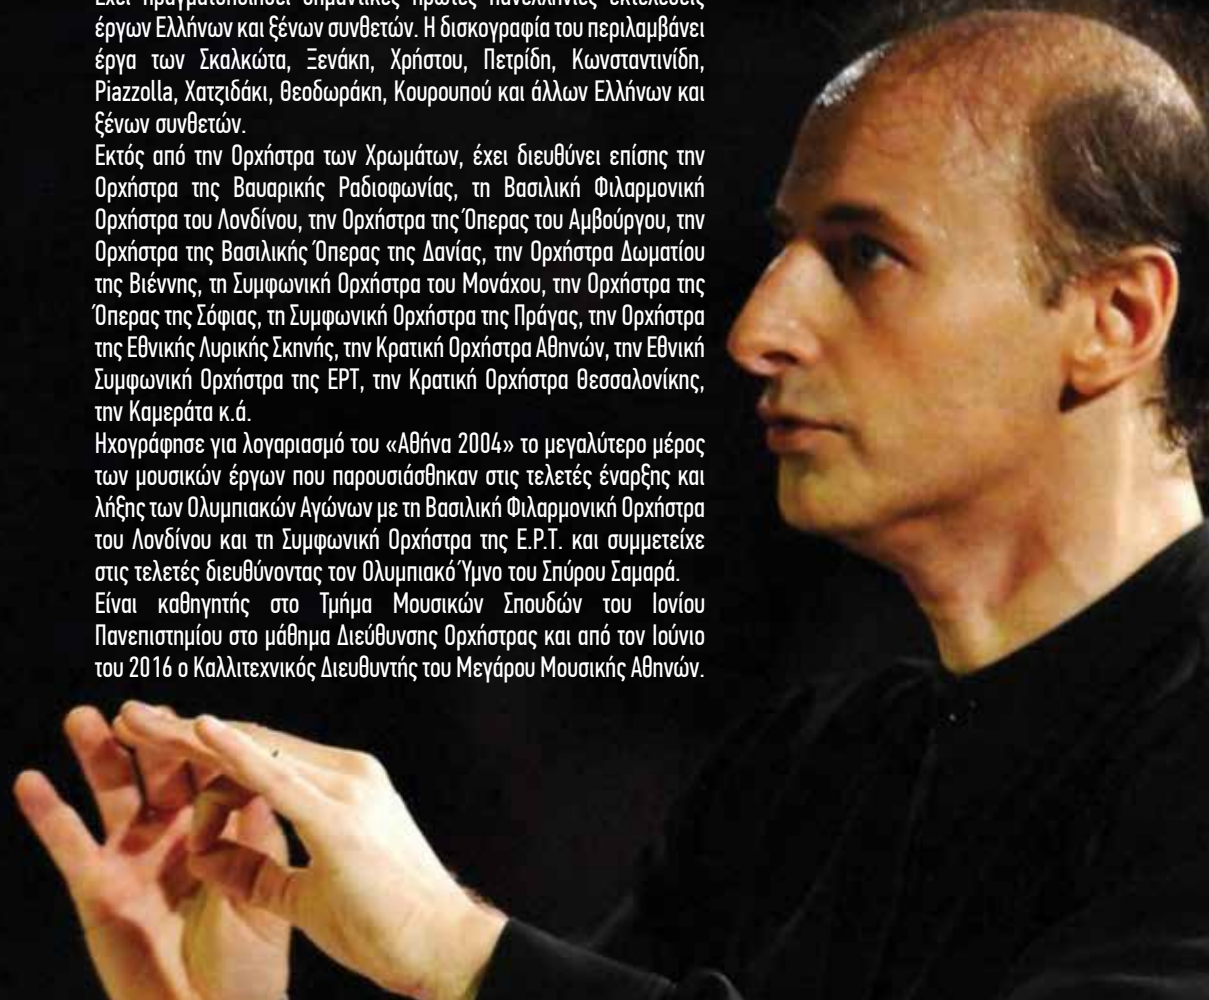 έχει πραγματοποιήσει σημαντικές πρώτες πανελλήνιες εκτελέσεις
έργων Ελλήνων και ξένων συνθετών. Η δισκογραφία του περιλαμβάνει
έργα των Σκαλκώτα, Ξενάκη, Χρήστου, Πετρίδη, Κωνσταντινίδη,
Piazzolla, Χατζιδάκι, Θεοδωράκη, Κουρουπού και άλλων Ελλήνων και
ξένων συνθετών.
Εκτός από την Ορχήστρα των Χρωμάτων, έχει διευθύνει επίσης την
Ορχήστρα της Βαυαρικής Ραδιοφωνίας, τη Βασιλική Φιλαρμονική
Ορχήστρα του Λονδίνου, την Ορχήστρα της Όπερας του Αμβούργου, την
Ορχήστρα της Βασιλικής Όπερας της Δανίας, την Ορχήστρα Δωματίου
της Βιέννης, τη Συμφωνική Ορχήστρα του Μονάχου, την Ορχήστρα της
Όπερας της Σόφιας, τη Συμφωνική Ορχήστρα της Πράγας, την Ορχήστρα
της Εθνικής Λυρικής Σκηνής, την Κρατική Ορχήστρα Αθηνών, την Εθνική
Συμφωνική Ορχήστρα της ΕΡΤ, την Κρατική Ορχήστρα Θεσσαλονίκης,
την Καμεράτα κ.ά.
Ηχογράφησε για λογαριασμό του «Αθήνα 2004» το μεγαλύτερο μέρος
των μουσικών έργων που παρουσιάσθηκαν στις τελετές έναρξης και
λήξης των Ολυμπιακών Αγώνων με τη Βασιλική Φιλαρμονική Ορχήστρα
του Λονδίνου και τη Συμφωνική Ορχήστρα της Ε.Ρ.Τ. και συμμετείχε
στις τελετές διευθύνοντας τον Ολυμπιακό Ύμνο του Σπύρου Σαμαρά.
Είναι καθηγητής στο Τμήμα Μουσικών Σπουδών του Ιονίου
Πανεπιστημίου στο μάθημα Διεύθυνσης Ορχήστρας και από τον Ιούνιο
του 2016 ο Καλλιτεχνικός Διευθυντής του Μεγάρου Μουσικής Αθηνών.